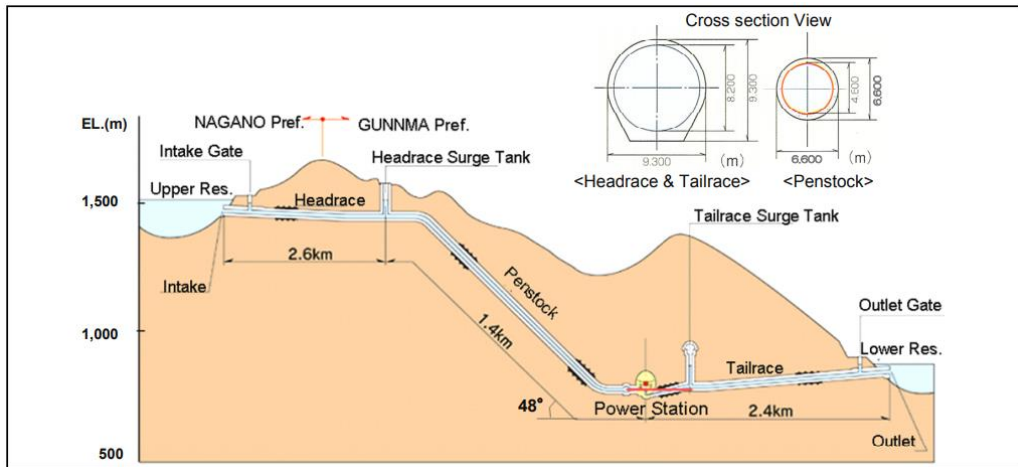 Cross section View
8.200
9.300
9.300
(m)
4.600
6.600
6.600
(m)
<Headrace & Tailrace>
<Penstock>
EL.(m)
NAGANO Pref.
GUNNMA Pref.
Intake Gate
Headrace Surge Tank
Upper Res.
1,500
Headrace
Tailrace Surge Tank
2.6km
Intake
Penstock
1.4km
Outlet Gate
1,000
Lower Res.
Tailrace
48°
Power Station
2.4km
Outlet
500